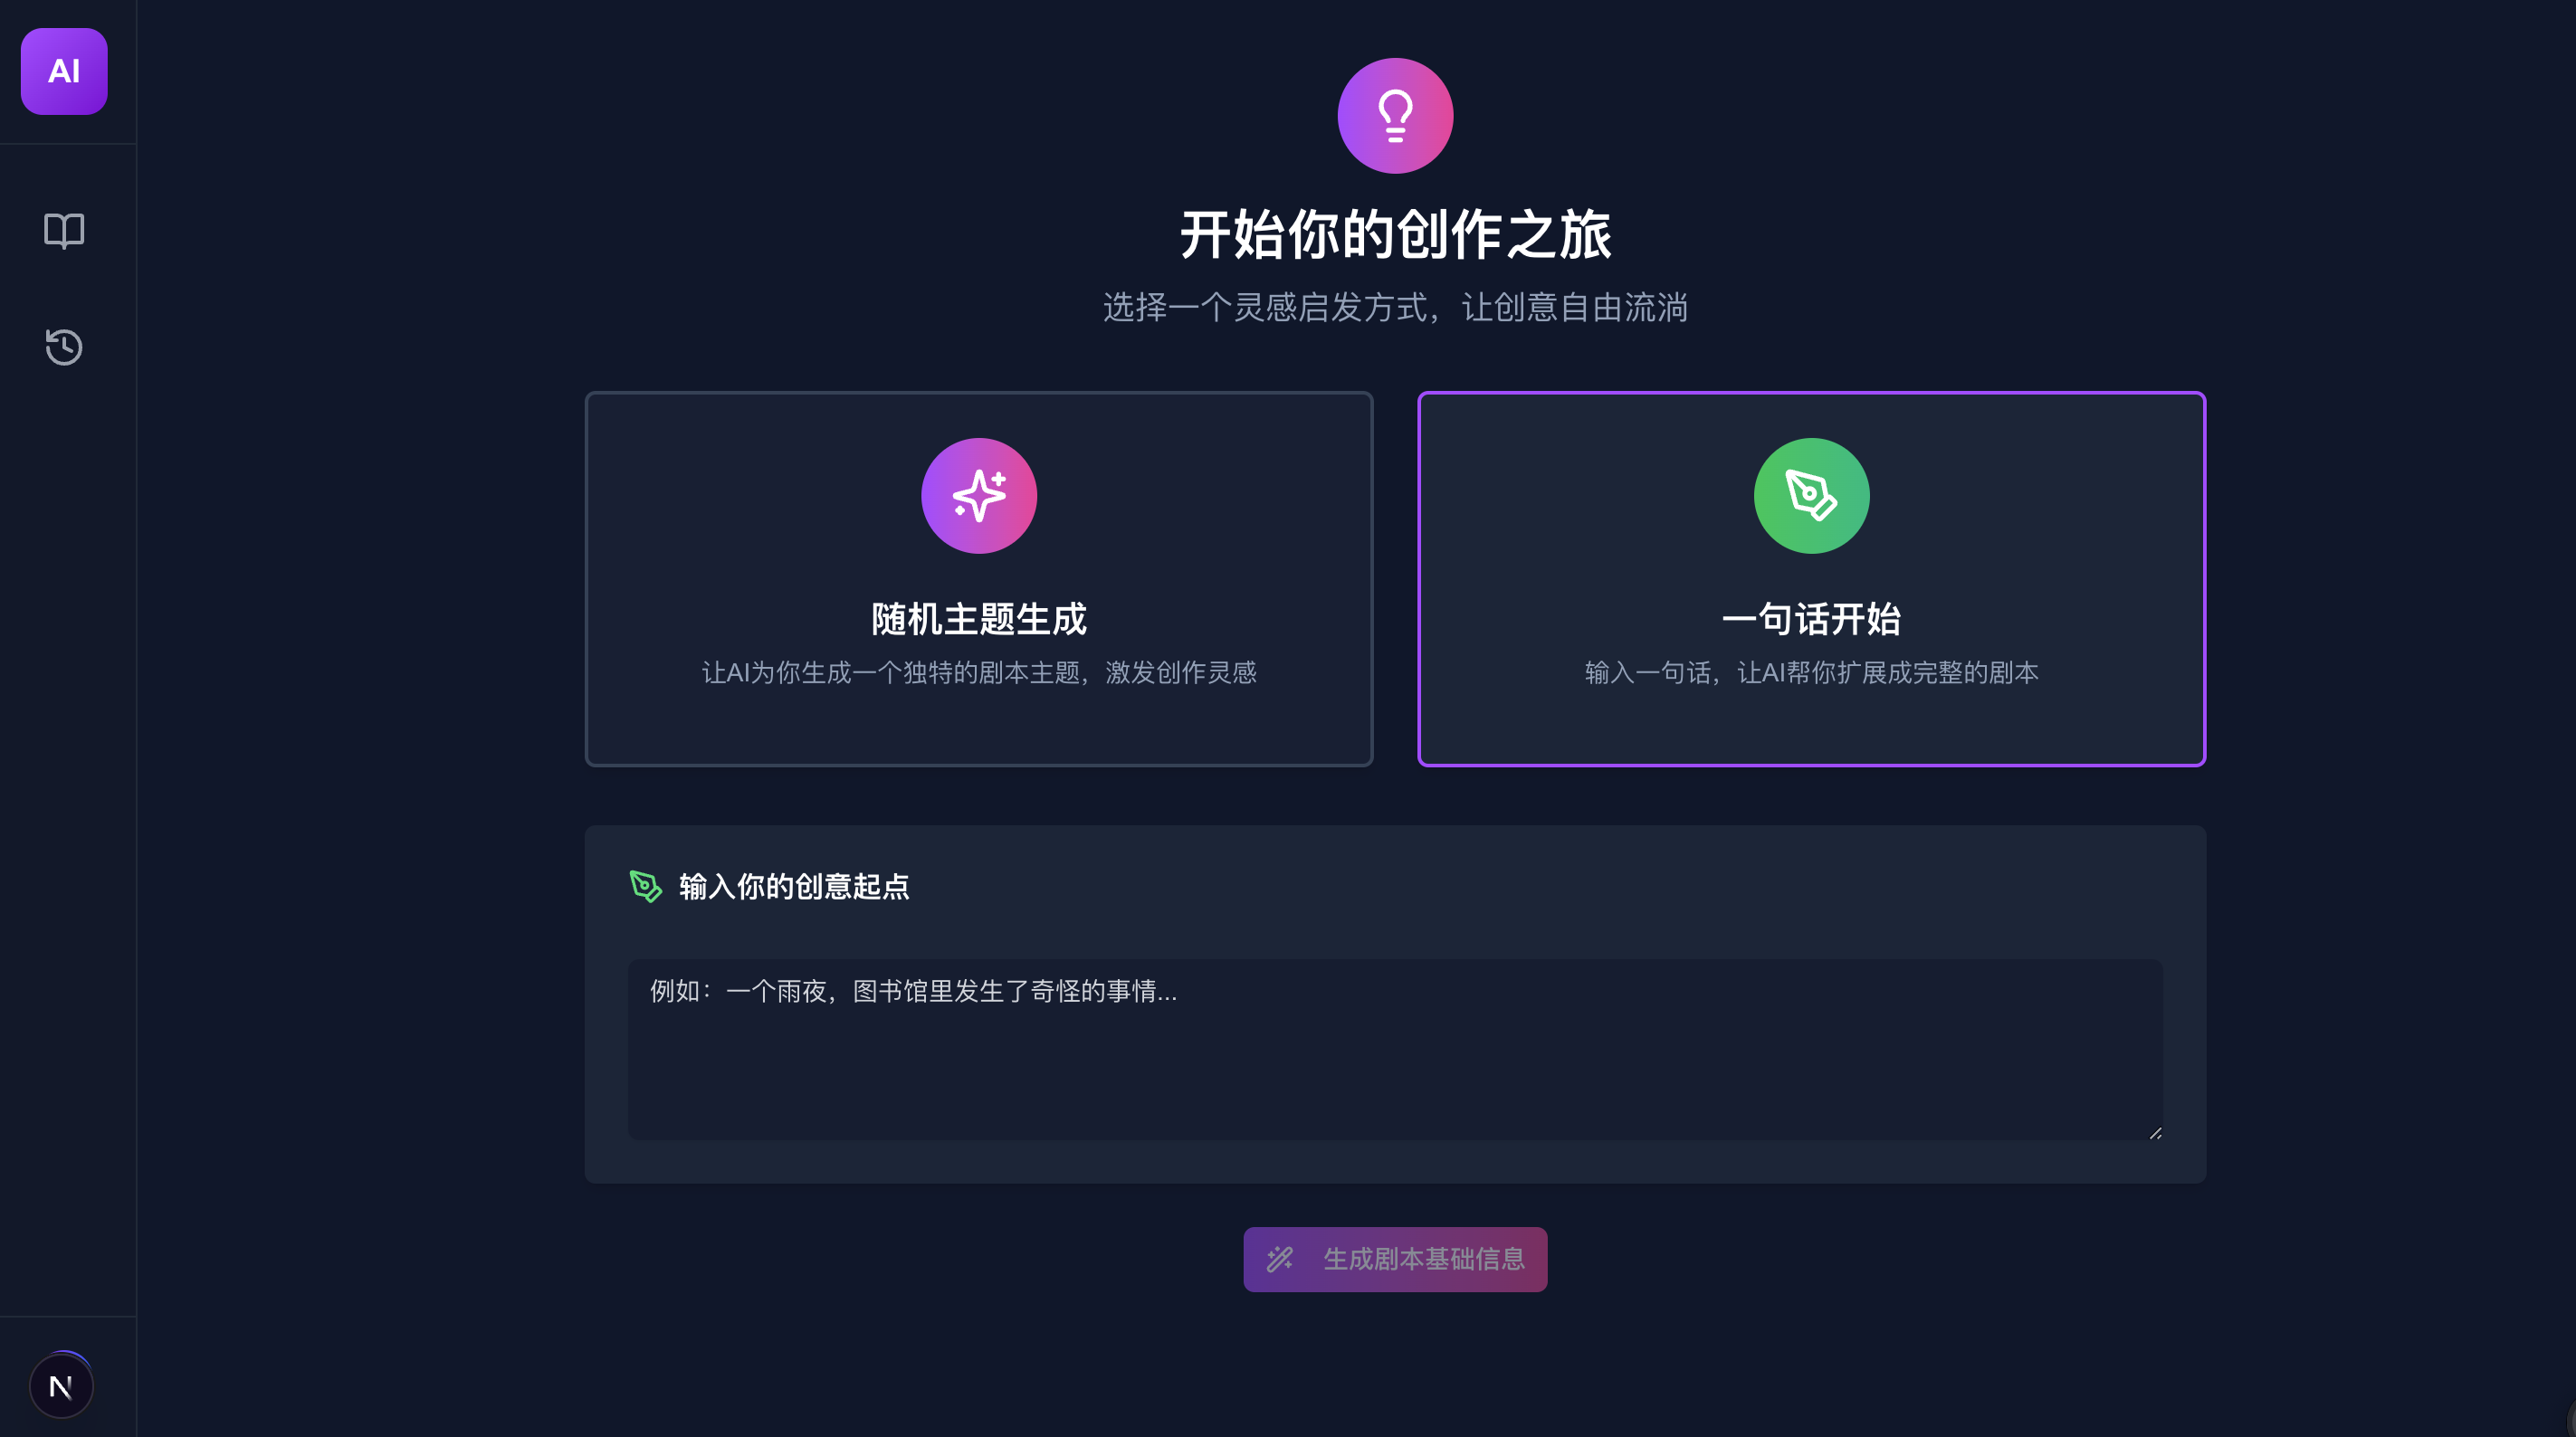 AI
开始你的创作之旅
选择一个灵感启发方式，让创意自由流淌
随机主题生成
让AI为你生成一个独特的剧本主题，激发创作灵感
一句话开始
输入一句话，让AI帮你扩展成完整的剧本
输入你的创意起点
例如：一个雨夜，图书馆里发生了奇怪的事情...
生成剧本基础信息
N